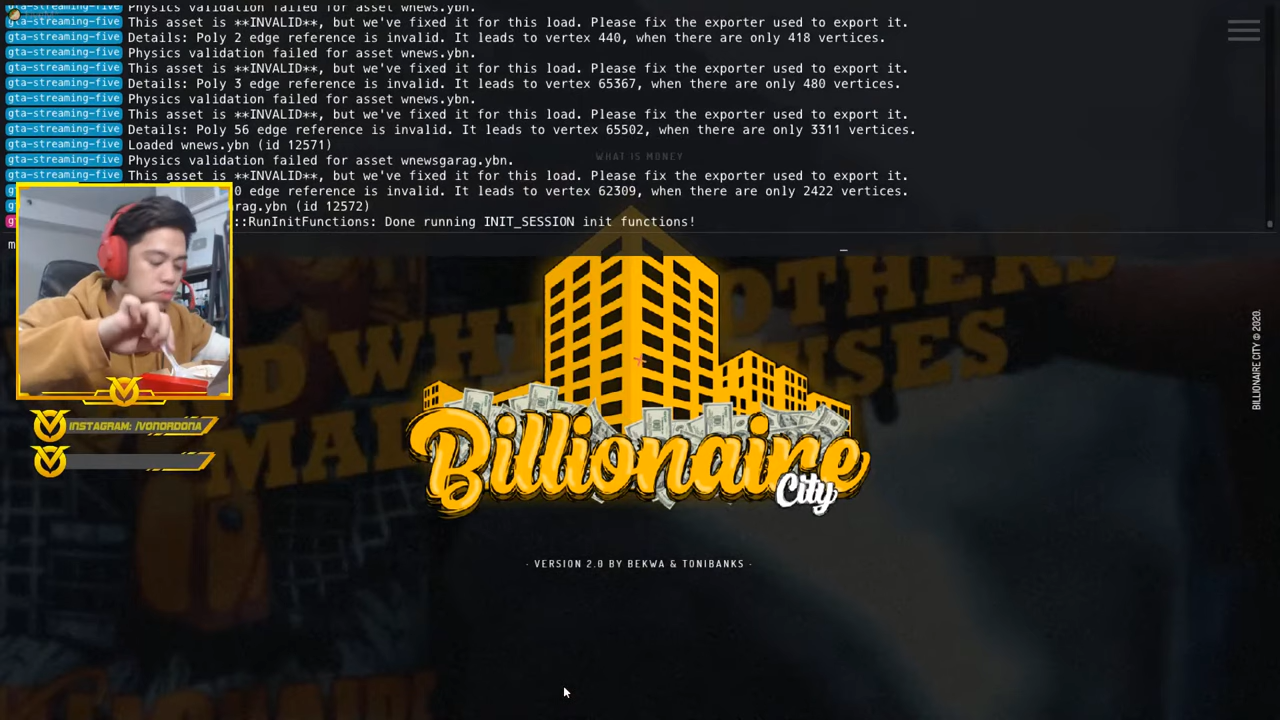 Physics validation failed for asset wnews.ybn.
gta-streaming-five This asset is **INVALID**, but we've fixed it for this load. Please fix the exporter used to export it.
gta-streaming-five Details: Poly 2 edge reference is invalid. It leads to vertex 440, when there are only 418 vertices.
gta-streaming-five Physics validation failed for asset wnews.ybn.
gta-streaming-five This asset is **INVALID**, but we've fixed it for this load. Please fix the exporter used to export it.
gta-streaming-five Details: Poly 3 edge reference is invalid. It leads to vertex 65367, when there are only 480 vertices.
gta-streaming-five Physics validation failed for asset wnews.ybn.
gta-streaming-five This asset is **INVALID**, but we've fixed it for this load. Please fix the exporter used to export it.
gta-streaming-five Details: Poly 56 edge reference is invalid. It leads to vertex 65502, when there are only 3311 vertices.
gta-streaming-five Loaded wnews.ybn (id 12571)
WHAT IS MONEY
gta-streaming-five Physics validation failed for asset wnewsgarag.ybn.
gta-streaming-five This asset is **INVALID**, but we've fixed it for this load. Please fix the exporter used to export it.
0 edge reference is invalid. It leads to vertex 62309, when there are only 2422 vertices.
rag.ybn (id 12572)
::RunInitFunctions: Done running INIT_SESSION init functions!
OTHERS
Billionaire
City
INSTAGRAM: /VONORDONA
- VERSION 2.0 BY BEKWA & TONIBANKS -
BILLIONAIRE CITY © 2020.